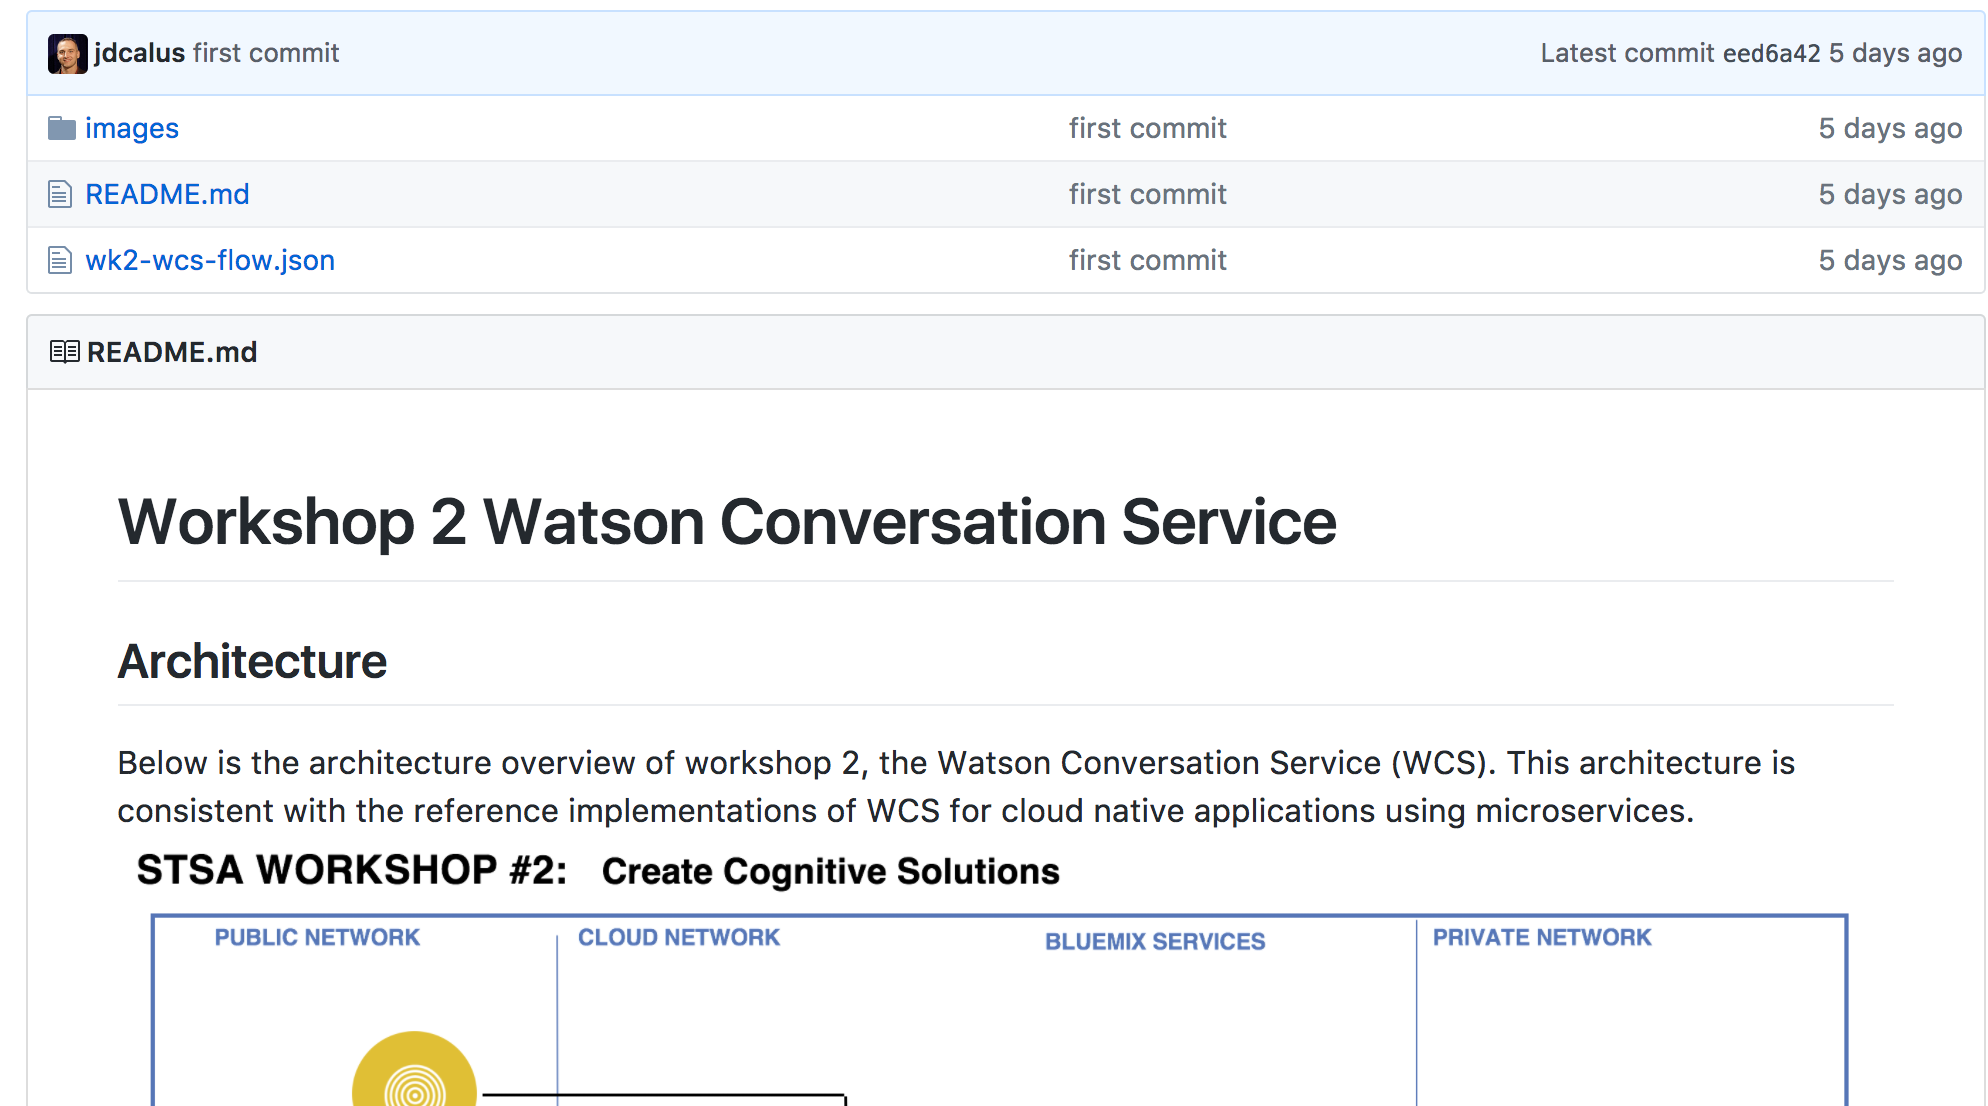 jdcalus first commit Latest commit eed6a42 5 days ago
images first commit 5 days ago
README.md first commit 5 days ago
wk2-wcs-flow.json first commit 5 days ago
README.md
Workshop 2 Watson Conversation Service
Architecture
Below is the architecture overview of workshop 2, the Watson Conversation Service (WCS). This architecture is
consistent with the reference implementations of WCS for cloud native applications using microservices.
STSA WORKSHOP #2: Create Cognitive Solutions
PUBLIC NETWORK CLOUD NETWORK BLUEMIX SERVICES PRIVATE NETWORK